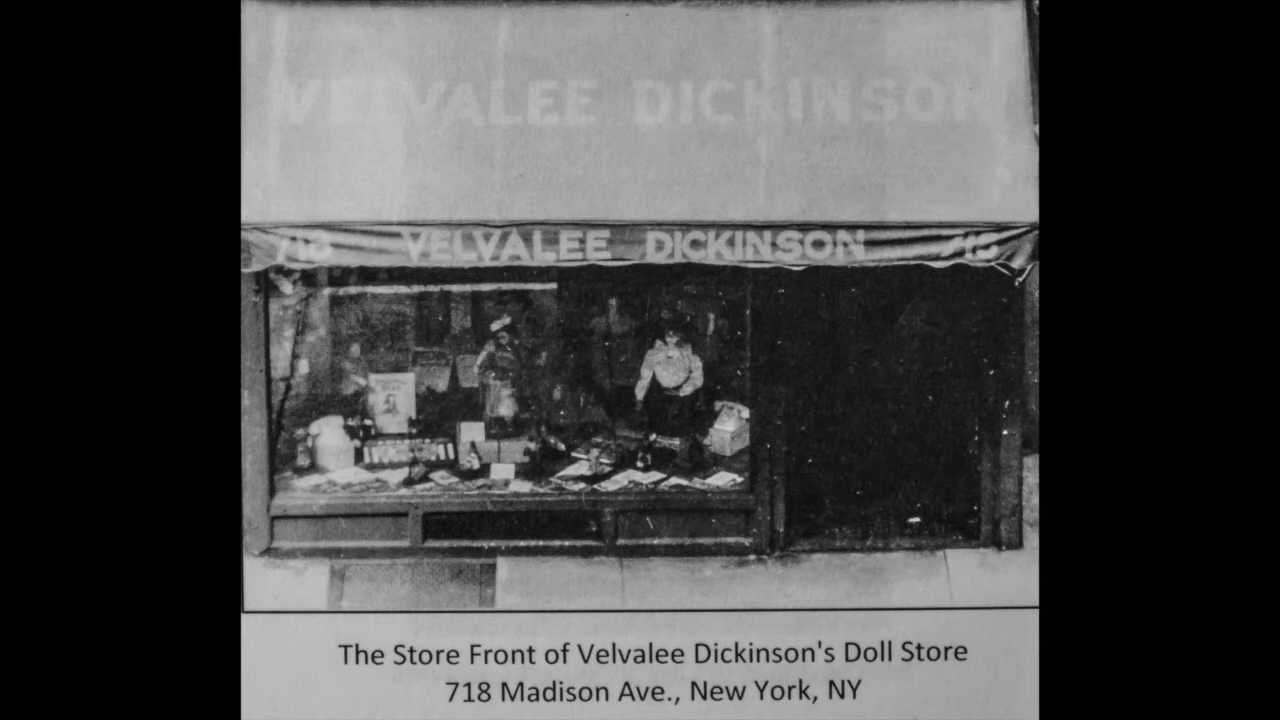 VELVALEE DICKINSON
718 VELVALEE DICKINSON 718
The Store Front of Velvalee Dickinson's Doll Store
718 Madison Ave., New York, NY